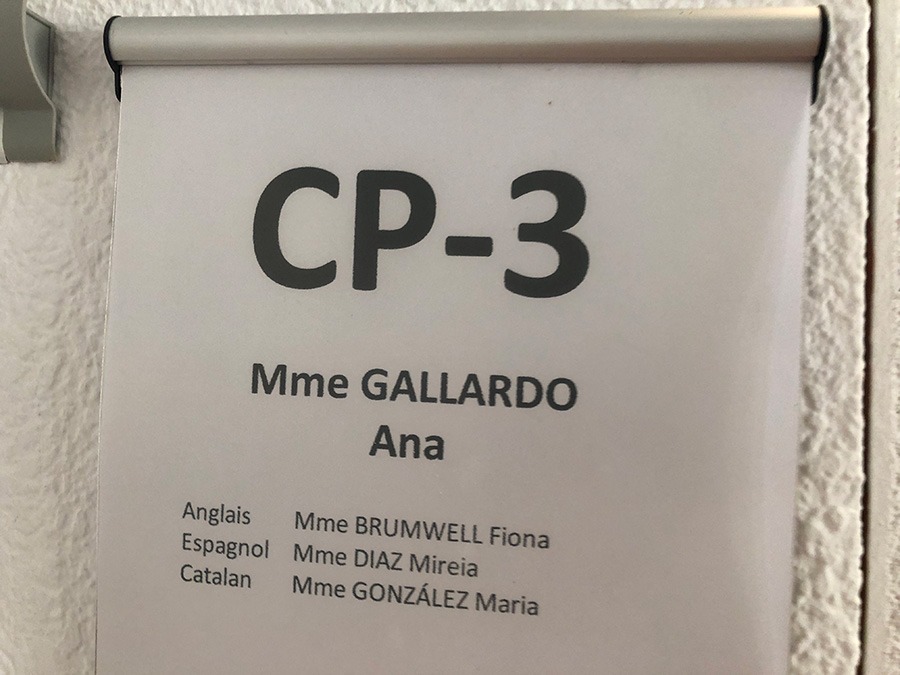 CP-3
Mme GALLARDO
Ana
Anglais Mme BRUMWELL Fiona
Espagnol Mme DIAZ Mireia
Catalan Mme GONZÁLEZ Maria